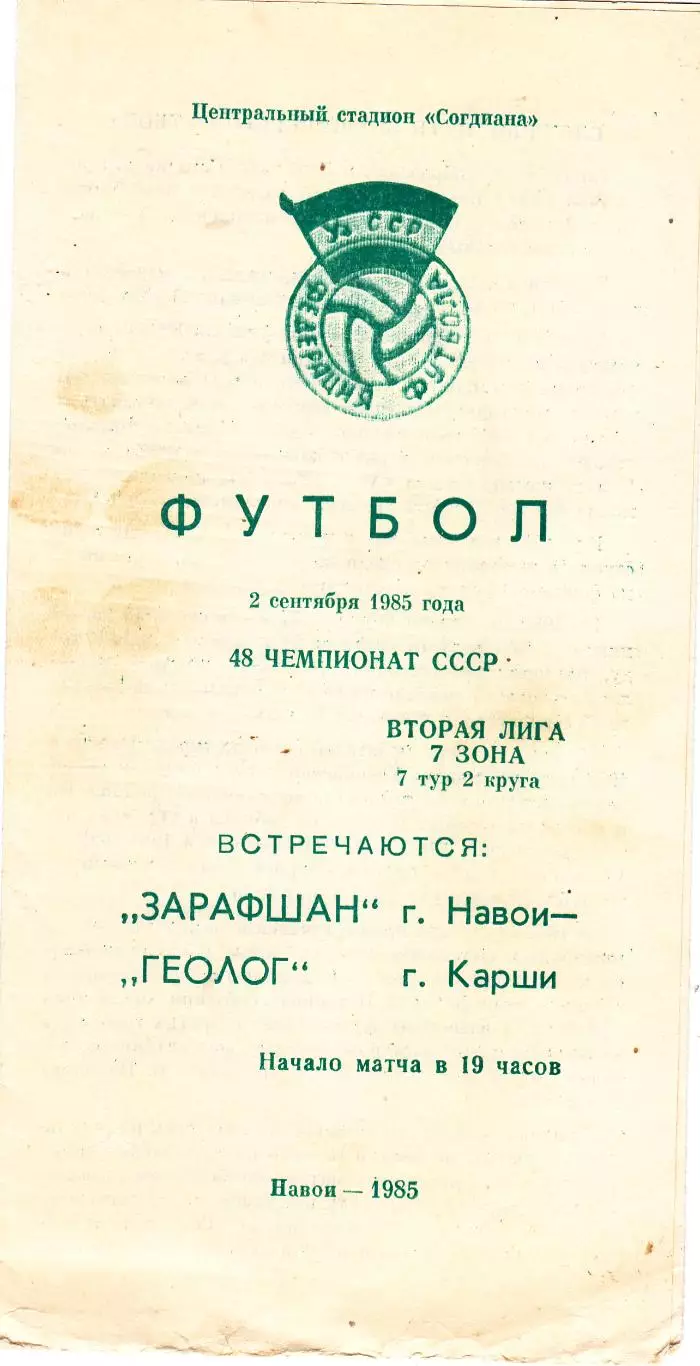 Центральный стадион «Согдиана»
Уз ССР
ФЕДЕРАЦИЯ ФУТБОЛА
ФУТБОЛ
2 сентября 1985 года
48 ЧЕМПИОНАТ СССР
ВТОРАЯ ЛИГА
7 ЗОНА
7 тур 2 круга
ВСТРЕЧАЮТСЯ:
„ЗАРАФШАН“ г. Навои—
„ГЕОЛОГ“ г. Карши
Начало матча в 19 часов
Навои — 1985